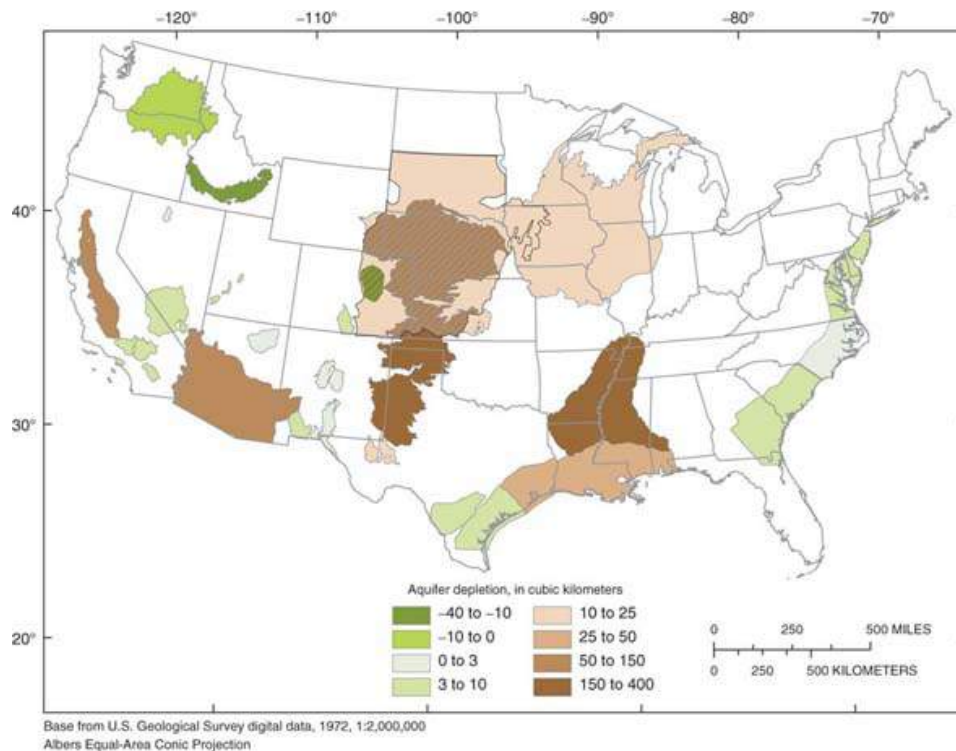 −120° −110° −100° −90° −80° −70°
40°
30°
20°
Aquifer depletion, in cubic kilometers
−40 to −10
−10 to 0
0 to 3
3 to 10
10 to 25
25 to 50
50 to 150
150 to 400
0 250 500 MILES
0 250 500 KILOMETERS
Base from U.S. Geological Survey digital data, 1972, 1:2,000,000
Albers Equal-Area Conic Projection